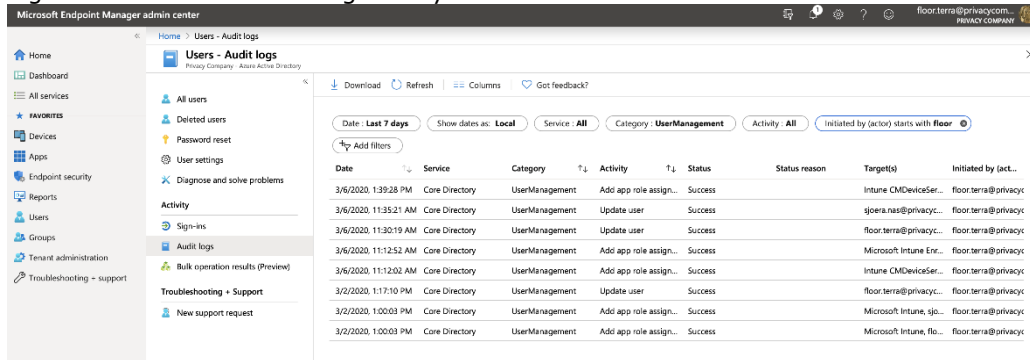 Microsoft Endpoint Manager admin center
floor.terra@privacycom...
PRIVACY COMPANY
Home > Users - Audit logs
Home
Dashboard
All services
FAVORITES
Devices
Apps
Endpoint security
Reports
Users
Groups
Tenant administration
Troubleshooting + support
Users - Audit logs
Privacy Company - Azure Active Directory
All users
Deleted users
Password reset
User settings
Diagnose and solve problems
Activity
Sign-ins
Audit logs
Bulk operation results (Preview)
Troubleshooting + Support
New support request
Download Refresh Columns Got feedback?
Date : Last 7 days Show dates as: Local Service : All Category : UserManagement Activity : All Initiated by (actor) starts with floor
Add filters
Date Service Category Activity Status Status reason Target(s) Initiated by (act...
3/6/2020, 1:39:28 PM Core Directory UserManagement Add app role assign... Success Intune CMDeviceSer... floor.terra@privacyc
3/6/2020, 11:35:21 AM Core Directory UserManagement Update user Success sjoera.nas@privacyc... floor.terra@privacyc
3/6/2020, 11:30:19 AM Core Directory UserManagement Update user Success floor.terra@privacyc... floor.terra@privacyc
3/6/2020, 11:12:52 AM Core Directory UserManagement Add app role assign... Success Microsoft Intune Enr... floor.terra@privacyc
3/6/2020, 11:12:02 AM Core Directory UserManagement Add app role assign... Success Intune CMDeviceSer... floor.terra@privacyc
3/2/2020, 1:17:10 PM Core Directory UserManagement Update user Success floor.terra@privacyc... floor.terra@privacyc
3/2/2020, 1:00:03 PM Core Directory UserManagement Add app role assign... Success Microsoft Intune, sjo... floor.terra@privacyc
3/2/2020, 1:00:03 PM Core Directory UserManagement Add app role assign... Success Microsoft Intune, flo... floor.terra@privacyc